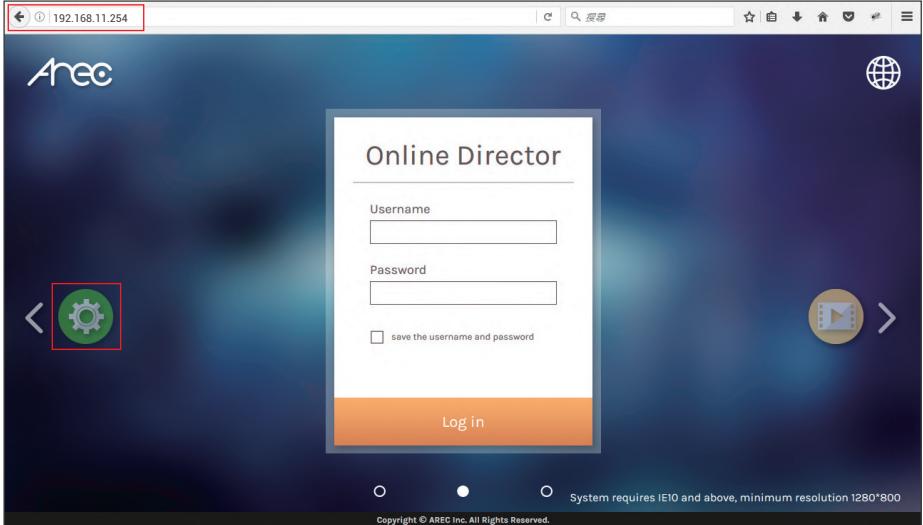 192.168.11.254
搜尋
Arec
Online Director
Username
Password
save the username and password
Log in
System requires IE10 and above, minimum resolution 1280*800
Copyright © AREC Inc. All Rights Reserved.